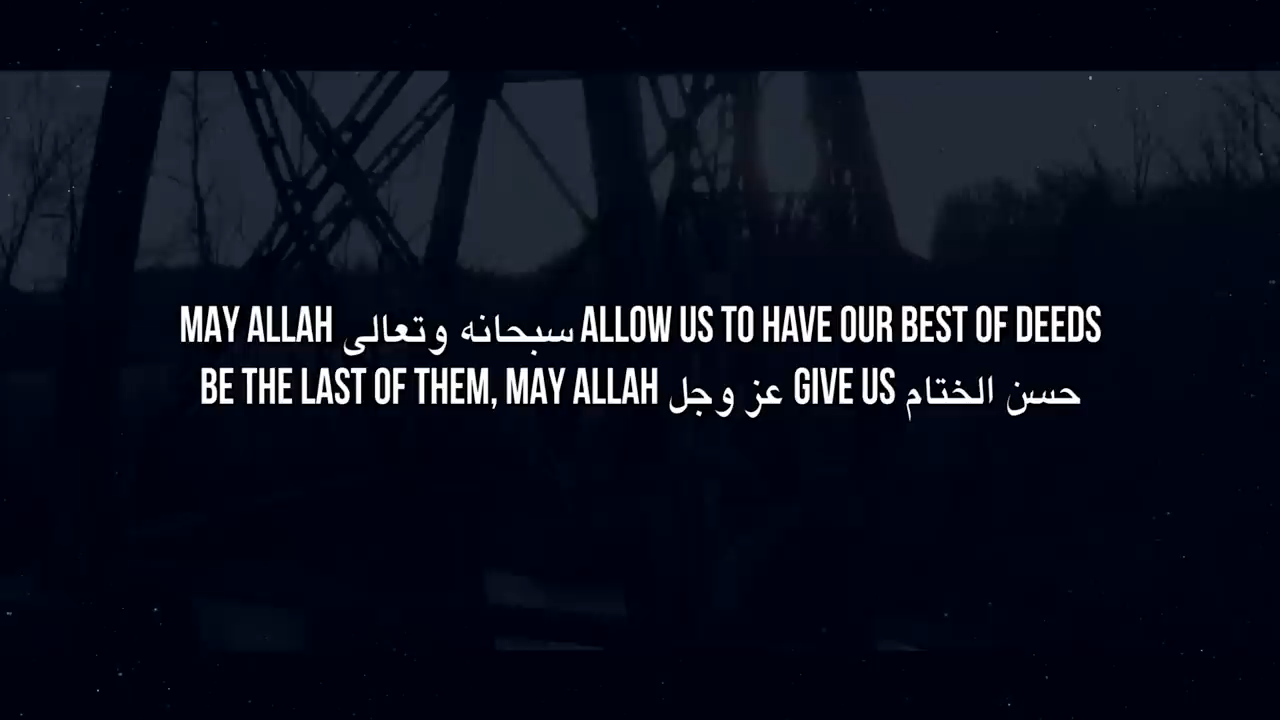 MAY ALLAH سبحانه وتعالى ALLOW US TO HAVE OUR BEST OF DEEDS
BE THE LAST OF THEM, MAY ALLAH عز وجل GIVE US حسن الختام